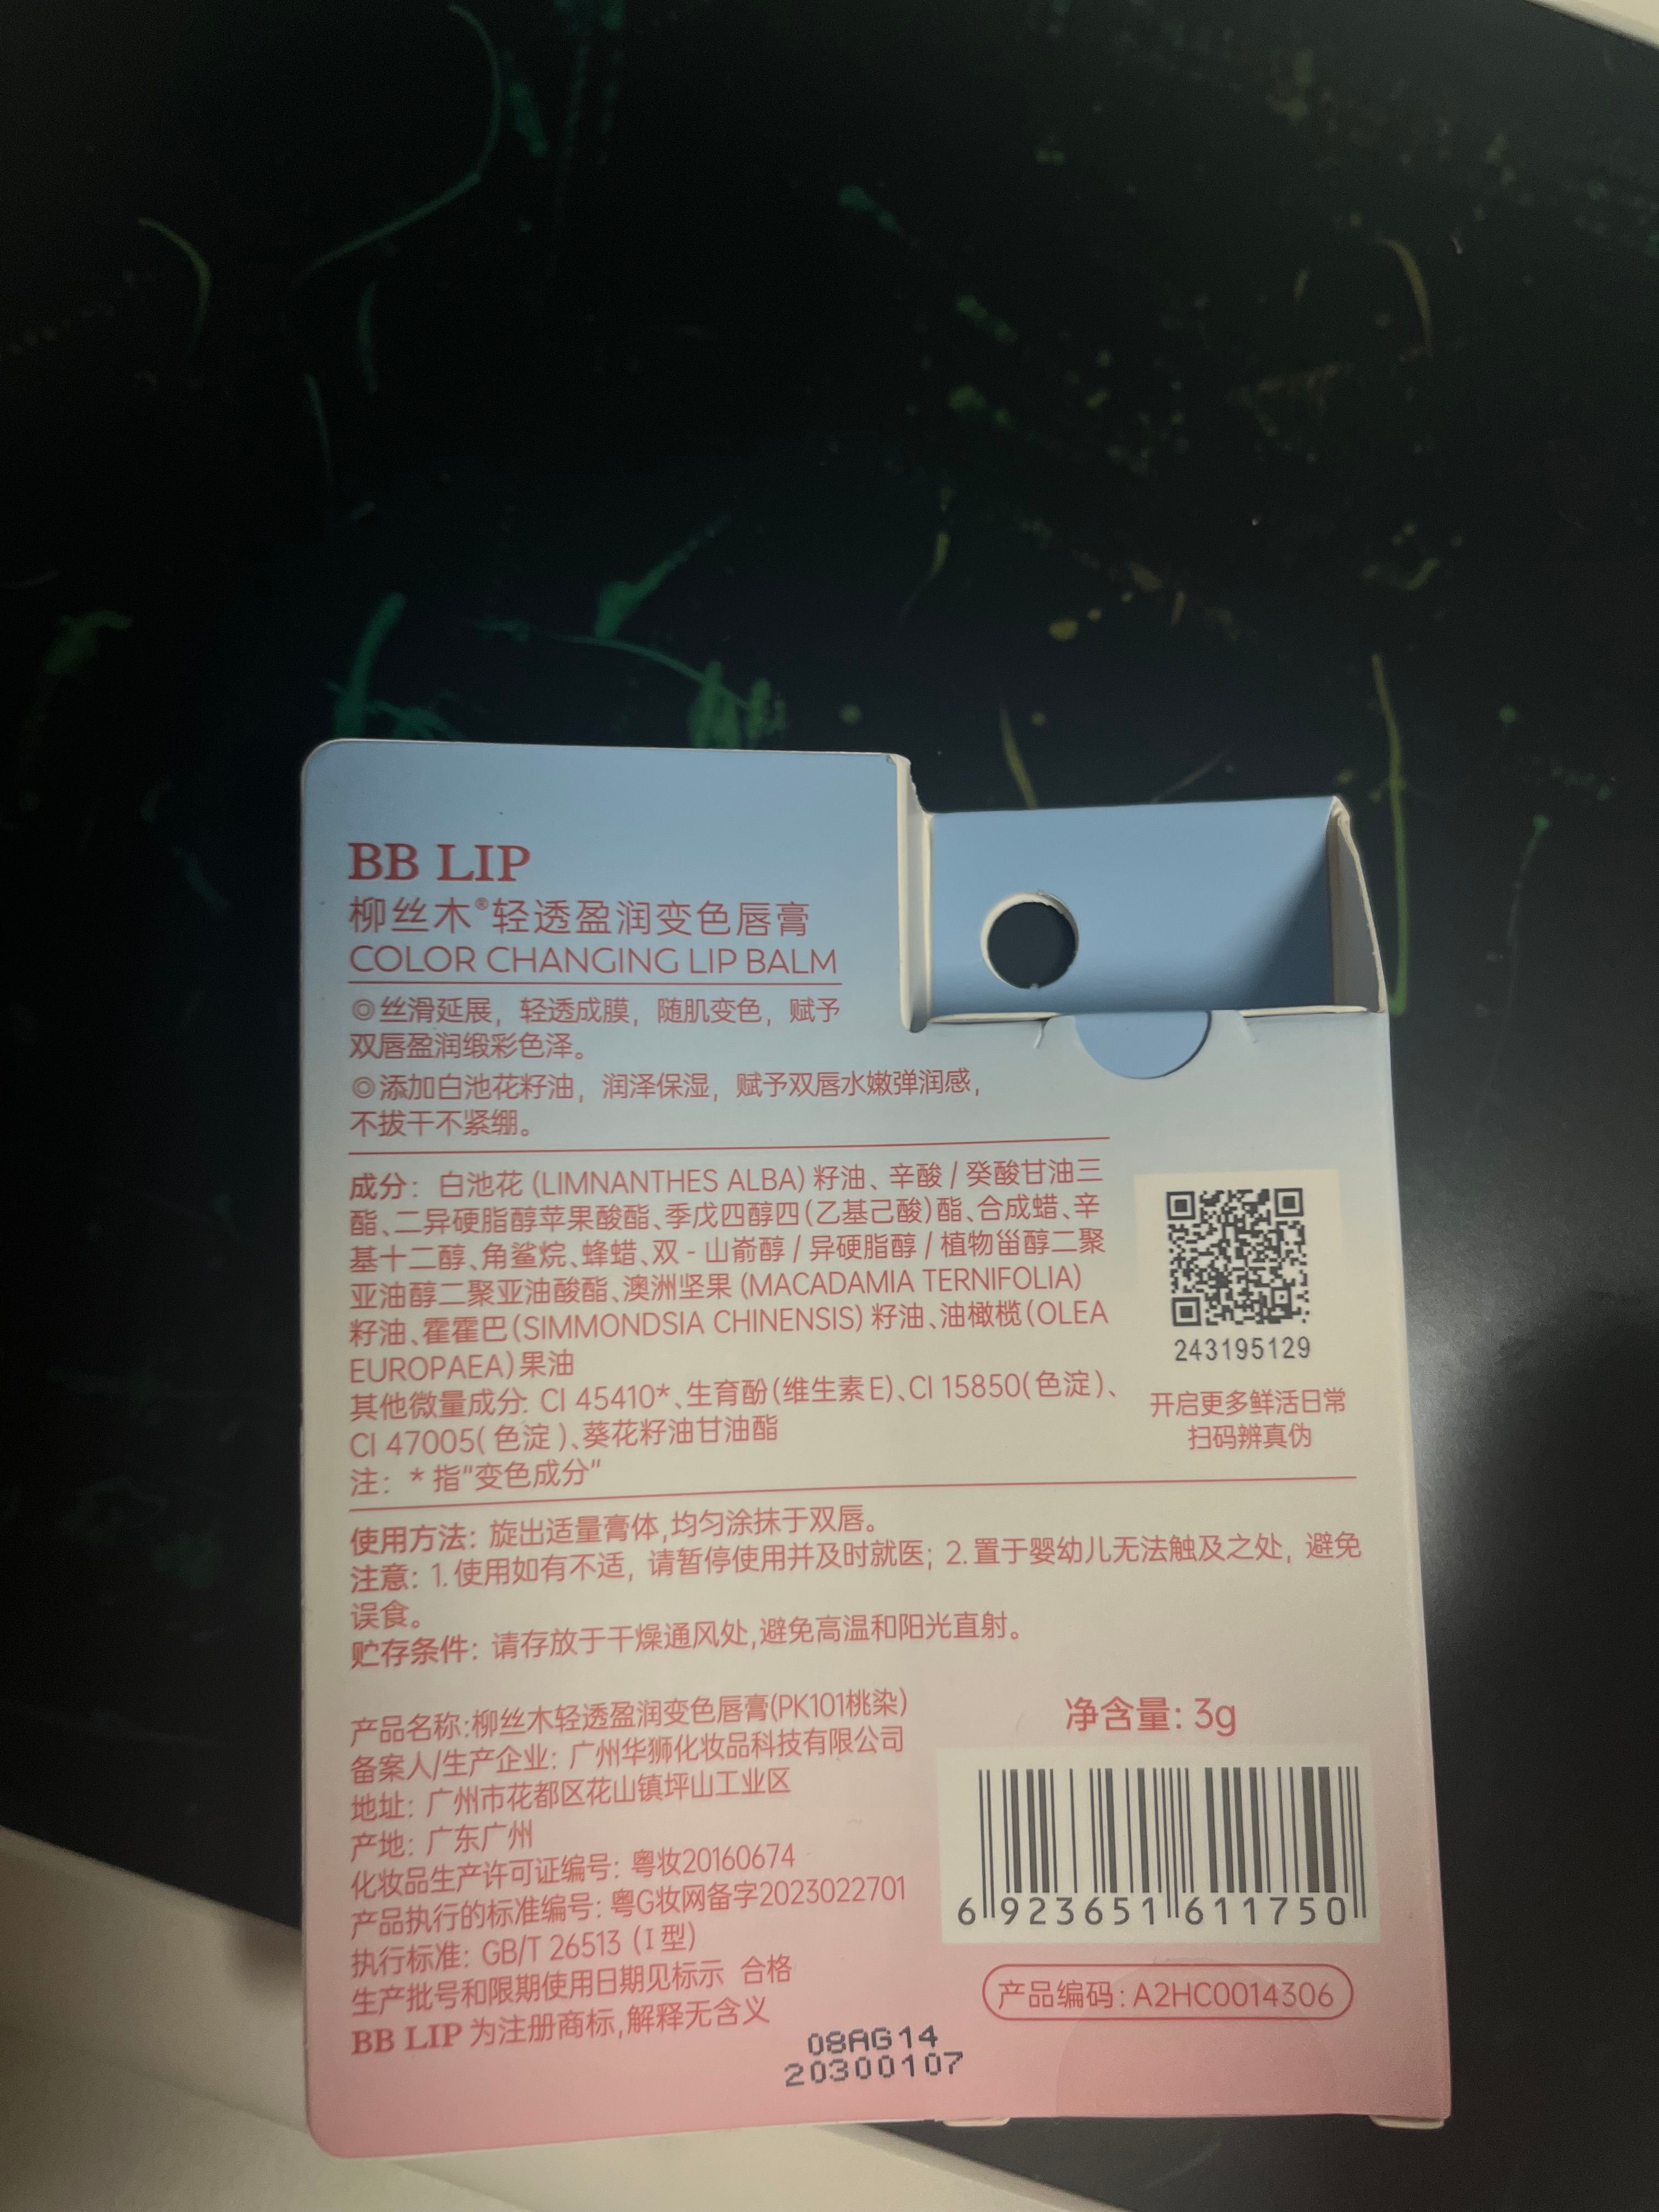 BB LIP
柳丝木®轻透盈润变色唇膏
COLOR CHANGING LIP BALM
◎丝滑延展，轻透成膜，随肌变色，赋予
双唇盈润缎彩色泽。
◎添加白池花籽油，润泽保湿，赋予双唇水嫩弹润感，
不拔干不紧绷。
成分：白池花 (LIMNANTHES ALBA) 籽油、辛酸 / 癸酸甘油三
酯、二异硬脂醇苹果酸酯、季戊四醇四(乙基己酸)酯、合成蜡、辛
基十二醇、角鲨烷、蜂蜡、双 - 山嵛醇 / 异硬脂醇 / 植物甾醇二聚
亚油醇二聚亚油酸酯、澳洲坚果 (MACADAMIA TERNIFOLIA)
籽油、霍霍巴(SIMMONDSIA CHINENSIS) 籽油、油橄榄(OLEA
EUROPAEA)果油
其他微量成分: CI 45410*、生育酚(维生素E)、CI 15850(色淀)、
CI 47005(色淀)、葵花籽油甘油酯
注：*指"变色成分"
243195129
开启更多鲜活日常
扫码辨真伪
使用方法: 旋出适量膏体,均匀涂抹于双唇。
注意: 1.使用如有不适，请暂停使用并及时就医; 2.置于婴幼儿无法触及之处，避免
误食。
贮存条件: 请存放于干燥通风处,避免高温和阳光直射。
产品名称:柳丝木轻透盈润变色唇膏(PK101桃染)
备案人/生产企业: 广州华狮化妆品科技有限公司
地址: 广州市花都区花山镇坪山工业区
产地: 广东广州
化妆品生产许可证编号: 粤妆20160674
产品执行的标准编号: 粤G妆网备字2023022701
执行标准: GB/T 26513 (I型)
生产批号和限期使用日期见标示 合格
BB LIP 为注册商标,解释无含义
净含量: 3g
6 923651 611750
产品编码: A2HC0014306
08AG14
20300107